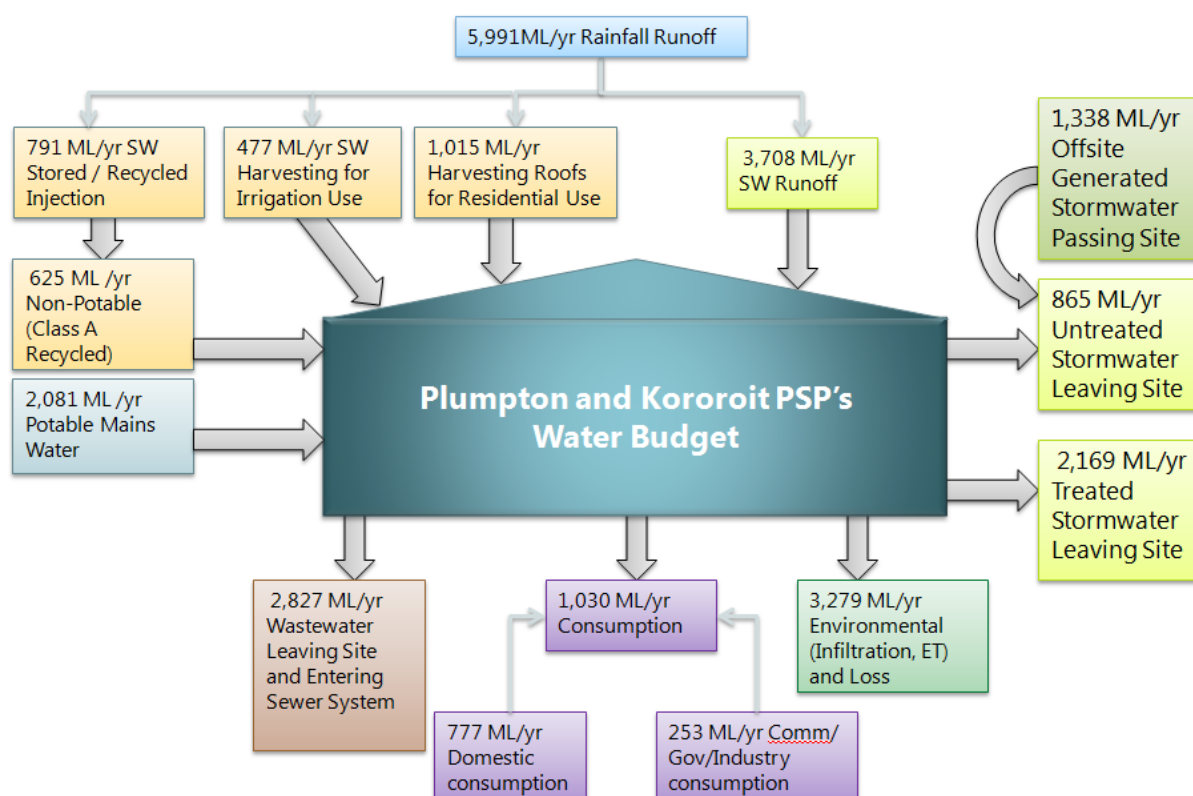 5,991ML/yr Rainfall Runoff
791 ML/yr SW
Stored / Recycled
Injection
477 ML/yr SW
Harvesting for
Irrigation Use
1,015 ML/yr
Harvesting Roofs
for Residential Use
3,708 ML/yr
SW Runoff
1,338 ML/yr
Offsite
Generated
Stormwater
Passing Site
625 ML /yr
Non-Potable
(Class A
Recycled)
2,081 ML /yr
Potable Mains
Water
Plumpton and Kororoit PSP's
Water Budget
865 ML/yr
Untreated
Stormwater
Leaving Site
2,169 ML/yr
Treated
Stormwater
Leaving Site
2,827 ML/yr
Wastewater
Leaving Site
and Entering
Sewer System
1,030 ML/yr
Consumption
3,279 ML/yr
Environmental
(Infiltration, ET)
and Loss
777 ML/yr
Domestic
consumption
253 ML/yr Comm/
Gov/Industry
consumption